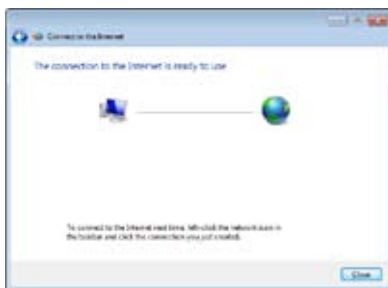 Connect to the Internet
The connection to the Internet is ready to use
To connect to the Internet next time, left-click the network icon in
the taskbar and click the connection you just created.
Close